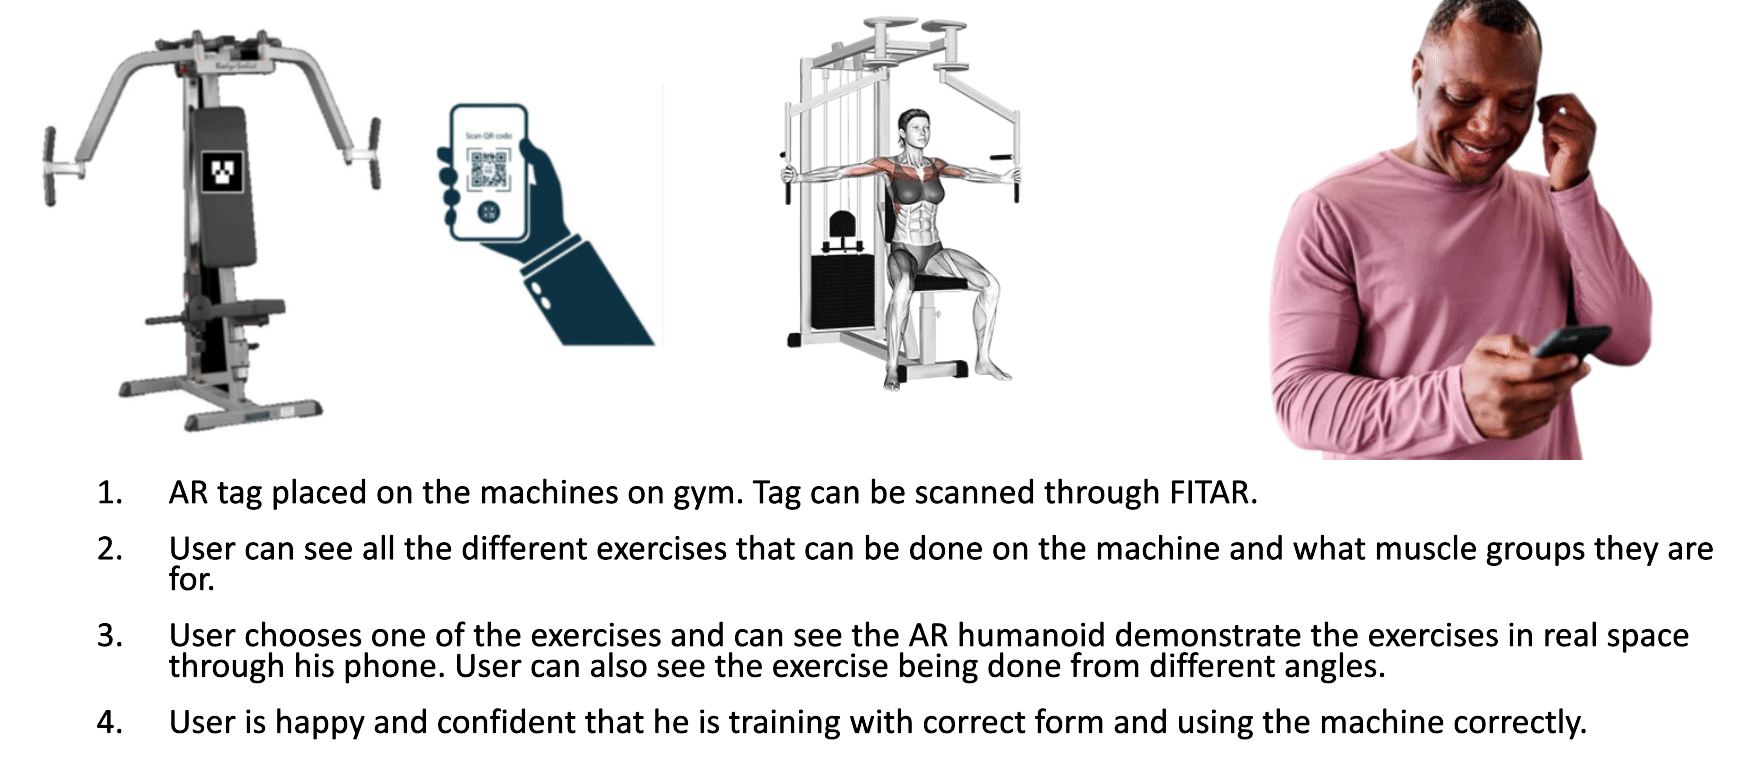 Scan QR code
1. AR tag placed on the machines on gym. Tag can be scanned through FITAR.
2. User can see all the different exercises that can be done on the machine and what muscle groups they are
for.
3. User chooses one of the exercises and can see the AR humanoid demonstrate the exercises in real space
through his phone. User can also see the exercise being done from different angles.
4. User is happy and confident that he is training with correct form and using the machine correctly.